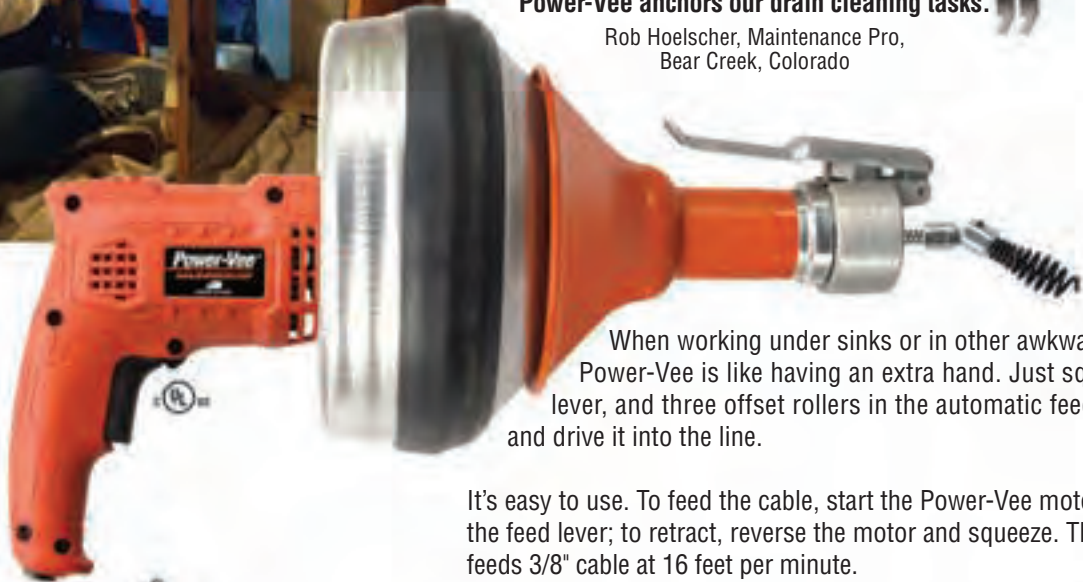 Power-Vee anchors our drain cleaning tasks.”
Rob Hoelscher, Maintenance Pro,
Bear Creek, Colorado
Power-Vee
UL
When working under sinks or in other awkwa
Power-Vee is like having an extra hand. Just sq
lever, and three offset rollers in the automatic fee
and drive it into the line.
It's easy to use. To feed the cable, start the Power-Vee moto
the feed lever; to retract, reverse the motor and squeeze. Th
feeds 3/8" cable at 16 feet per minute.